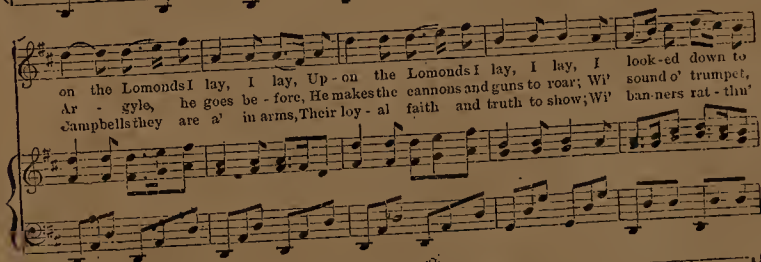 on the Lomonds I lay, I lay, Up - on the Lomonds I lay, I lay, I look - ed down to
Ar - gyle, he goes be - fore, He makes the cannons and guns to roar; Wi' sound o' trumpet,
Campbells they are a' in arms, Their loy - al faith and truth to show; Wi' ban-ners rat - tlin'